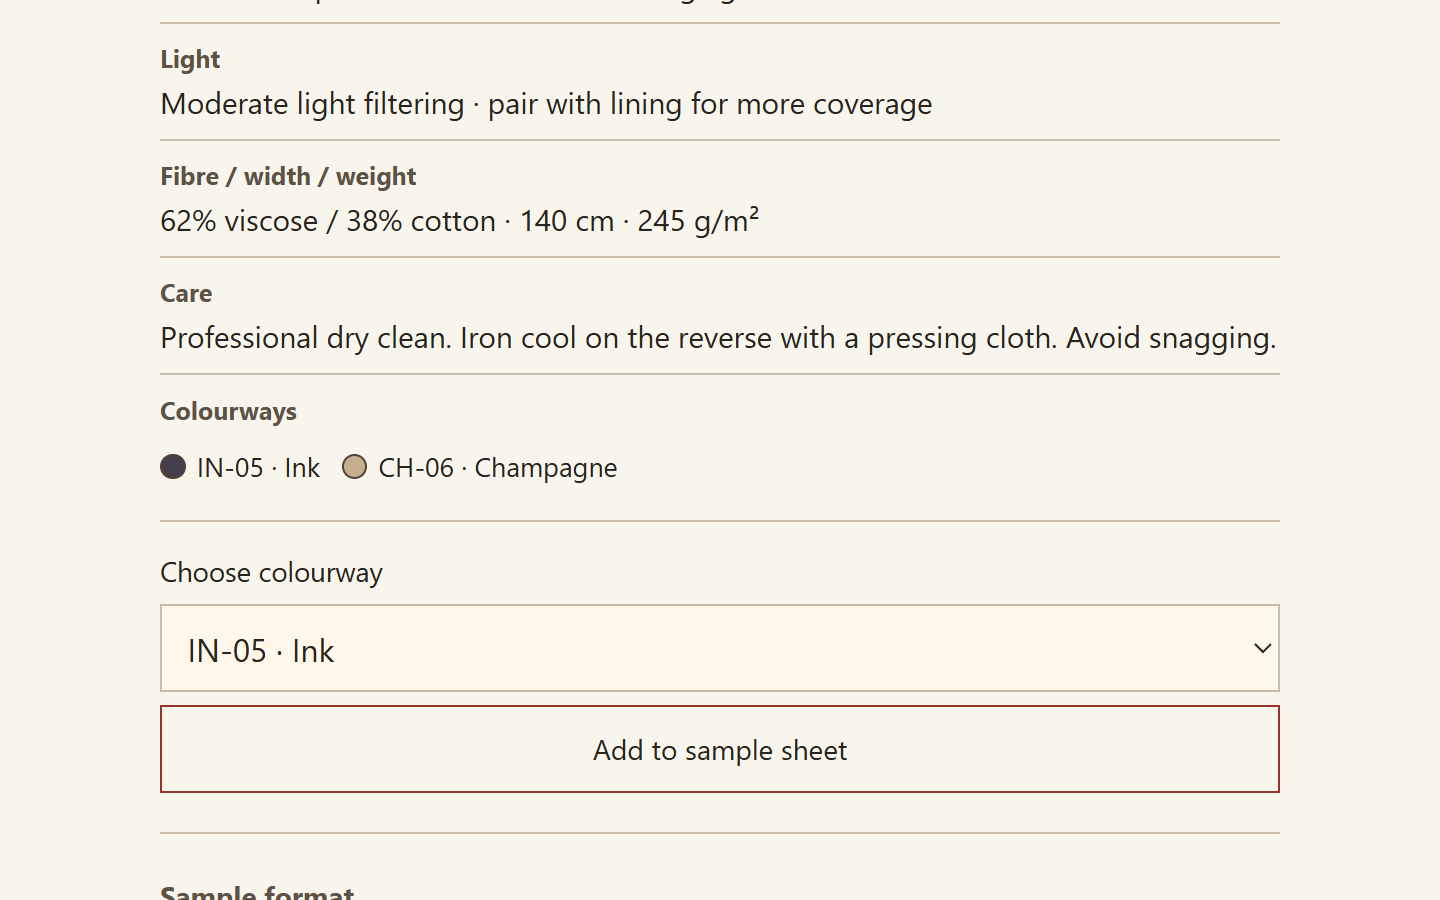 Light
Moderate light filtering · pair with lining for more coverage
Fibre / width / weight
62% viscose / 38% cotton · 140 cm · 245 g/m²
Care
Professional dry clean. Iron cool on the reverse with a pressing cloth. Avoid snagging.
Colourways
IN-05 · Ink CH-06 · Champagne
Choose colourway
IN-05 · Ink
Add to sample sheet
Sample format